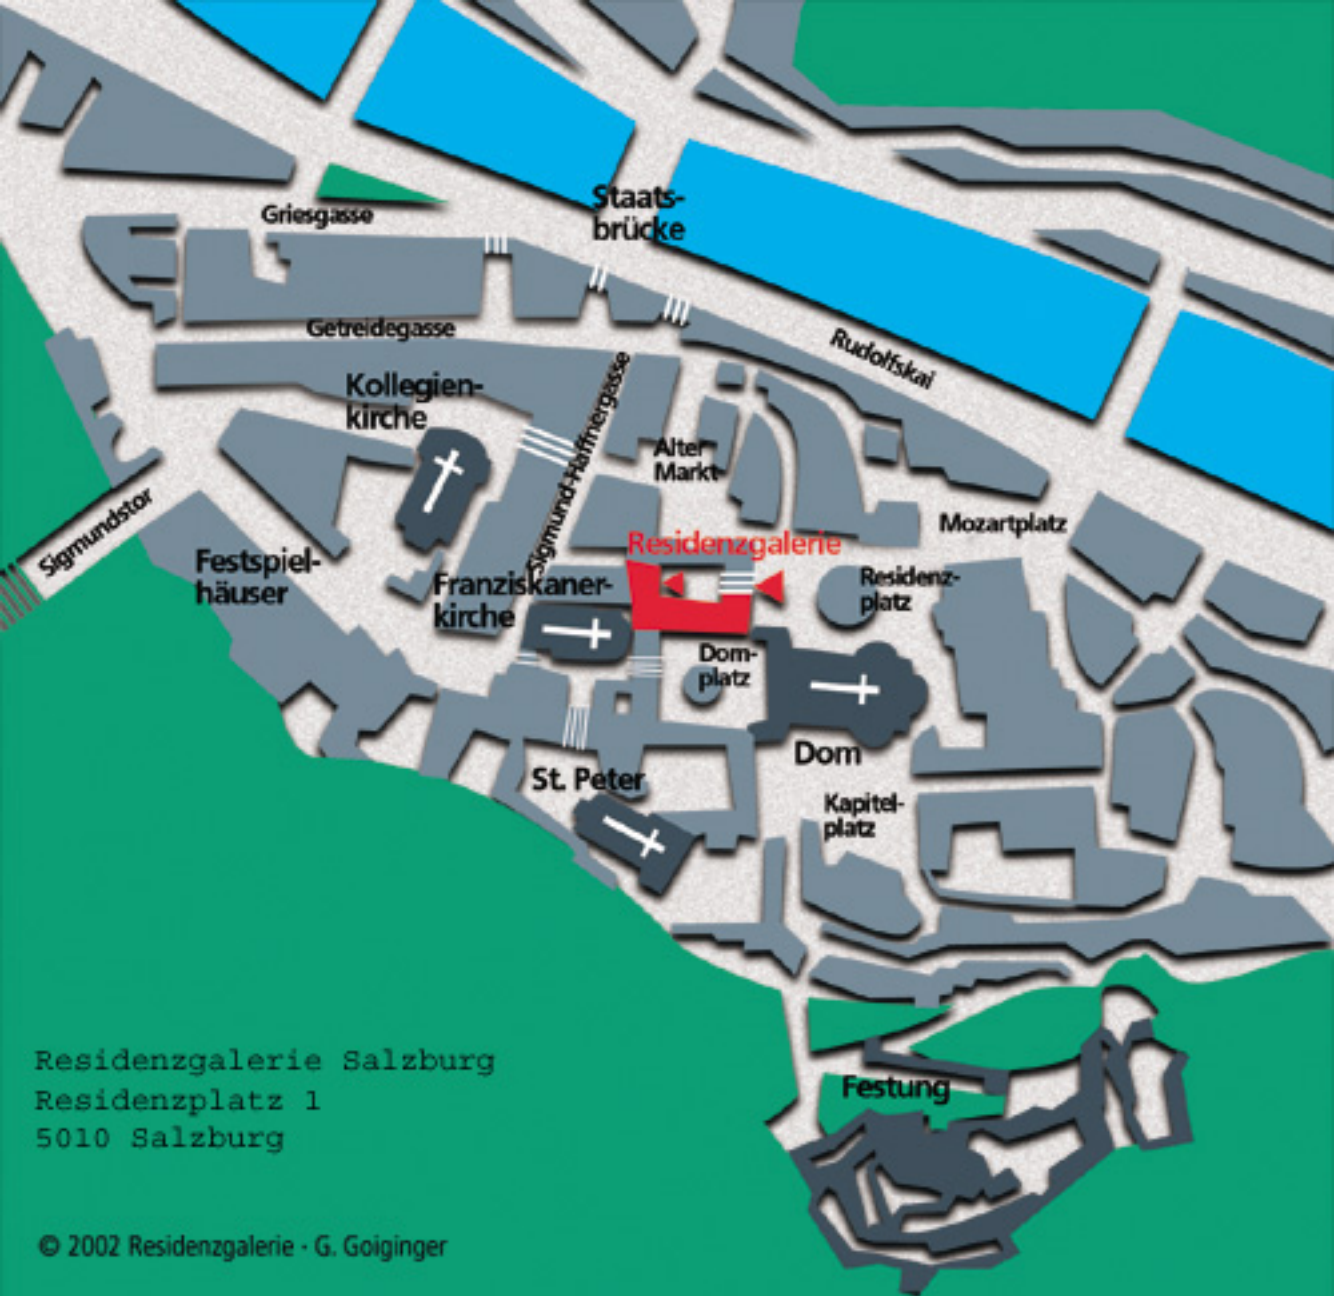 Staats-
brücke
Griesgasse
Getreidegasse
Rudolfskai
Kollegien-
kirche
Sigmund-Haffnergasse
Alter
Markt
Sigmundstor
Mozartplatz
Residenzgalerie
Festspiel-
häuser
Franziskaner-
kirche
Residenz-
platz
Dom-
platz
Dom
St. Peter
Kapitel-
platz
Festung
Residenzgalerie Salzburg
Residenzplatz 1
5010 Salzburg
© 2002 Residenzgalerie · G. Goiginger